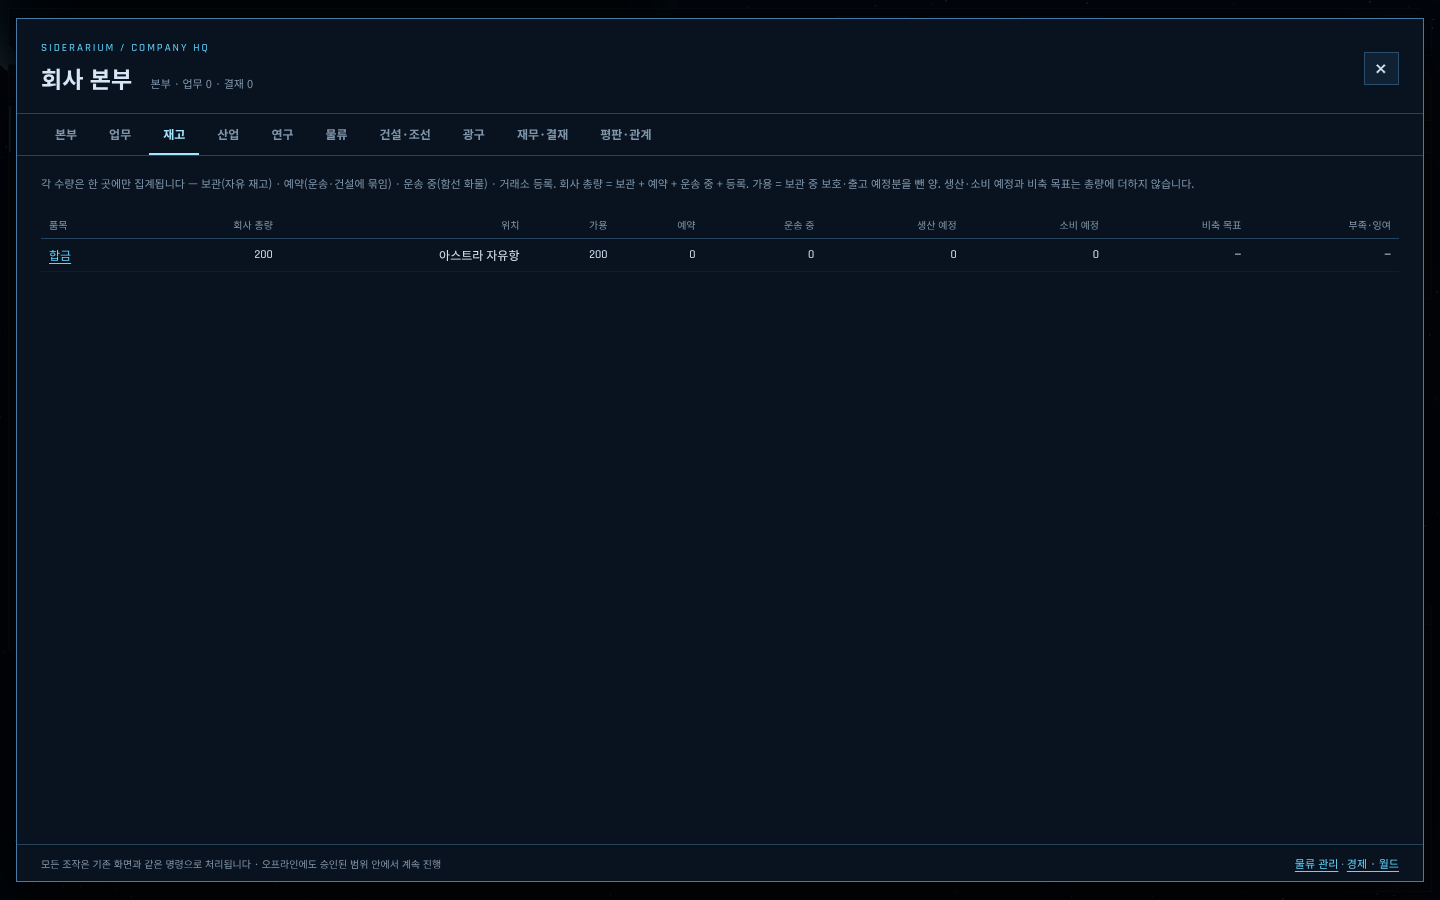 SIDERARIUM / COMPANY HQ
회사 본부 본부 · 업무 0 · 결재 0
×
본부 업무 재고 산업 연구 물류 건설·조선 광구 재무·결재 평판·관계
각 수량은 한 곳에만 집계됩니다 — 보관(자유 재고) · 예약(운송·건설에 묶임) · 운송 중(함선 화물) · 거래소 등록. 회사 총량 = 보관 + 예약 + 운송 중 + 등록. 가용 = 보관 중 보호·출고 예정분을 뺀 양. 생산·소비 예정과 비축 목표는 총량에 더하지 않습니다.
품목 회사 총량 위치 가용 예약 운송 중 생산 예정 소비 예정 비축 목표 부족·잉여
합금 200 아스트라 자유항 200 0 0 0 0 — —
모든 조작은 기존 화면과 같은 명령으로 처리됩니다 · 오프라인에도 승인된 범위 안에서 계속 진행
물류 관리 · 경제 · 월드